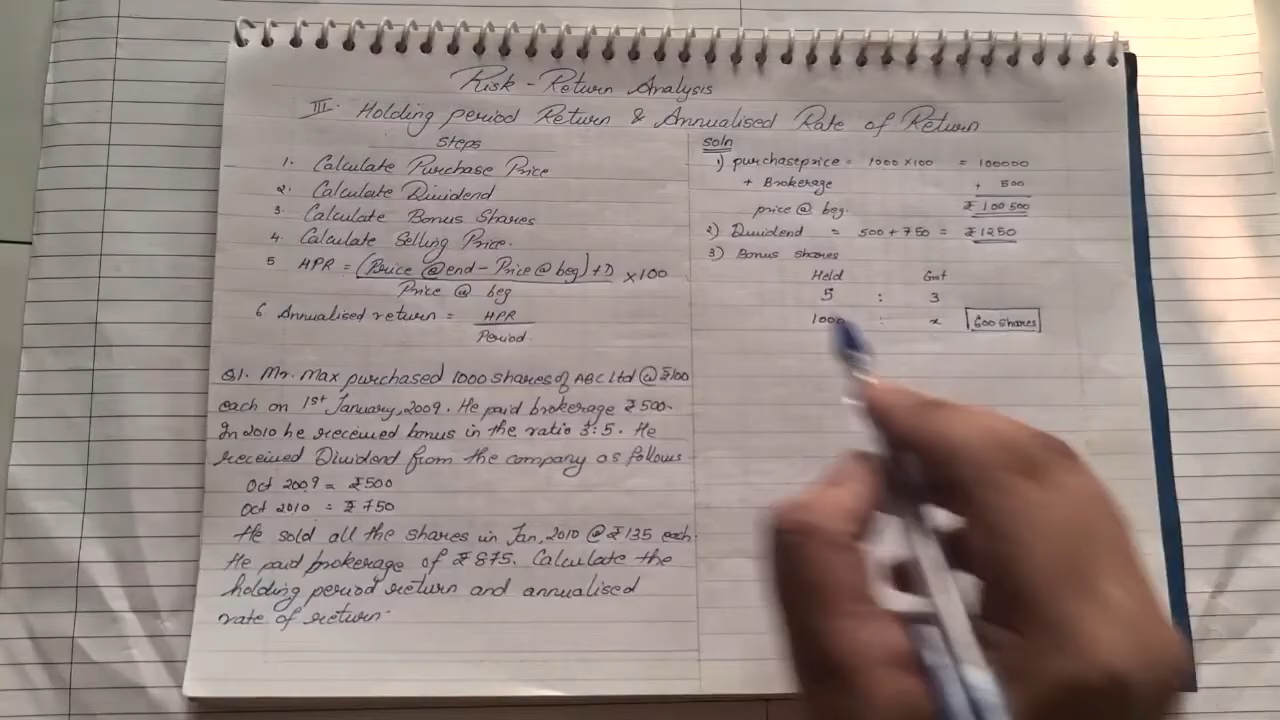 Risk - Return Analysis
III. Holding period Return & Annualised Rate of Return
Steps
1. Calculate Purchase Price
2. Calculate Dividend
3. Calculate Bonus Shares
4. Calculate Selling Price.
5 HPR = (Price @ end - Price @ beg) + D × 100
Price @ beg
6. Annualised return = HPR
Period.
Q1. Mr. Max purchased 1000 shares of ABC Ltd @ ₹100
each on 1st January, 2009. He paid brokerage ₹500.
In 2010 he received bonus in the ratio 3:5. He
received Dividend from the company as follows
Oct 2009 = ₹500
Oct 2010 = ₹750
He sold all the shares in Jan, 2010 @ ₹135 each.
He paid brokerage of ₹875. Calculate the
holding period return and annualised
rate of return.
Soln
1) purchase price = 1000 × 100 = 100000
+ Brokerage + 500
price @ beg. ₹ 100 500
2) Dividend = 500 + 750 = ₹1250
3) Bonus shares
Held Got
5 : 3
1000 : x 600 shares